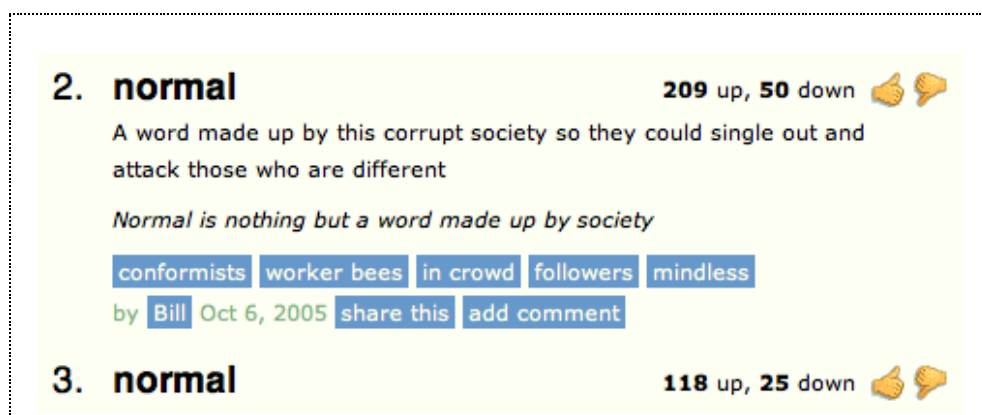 2. normal 209 up, 50 down
A word made up by this corrupt society so they could single out and
attack those who are different
Normal is nothing but a word made up by society
conformists worker bees in crowd followers mindless
by Bill Oct 6, 2005 share this add comment
3. normal 118 up, 25 down